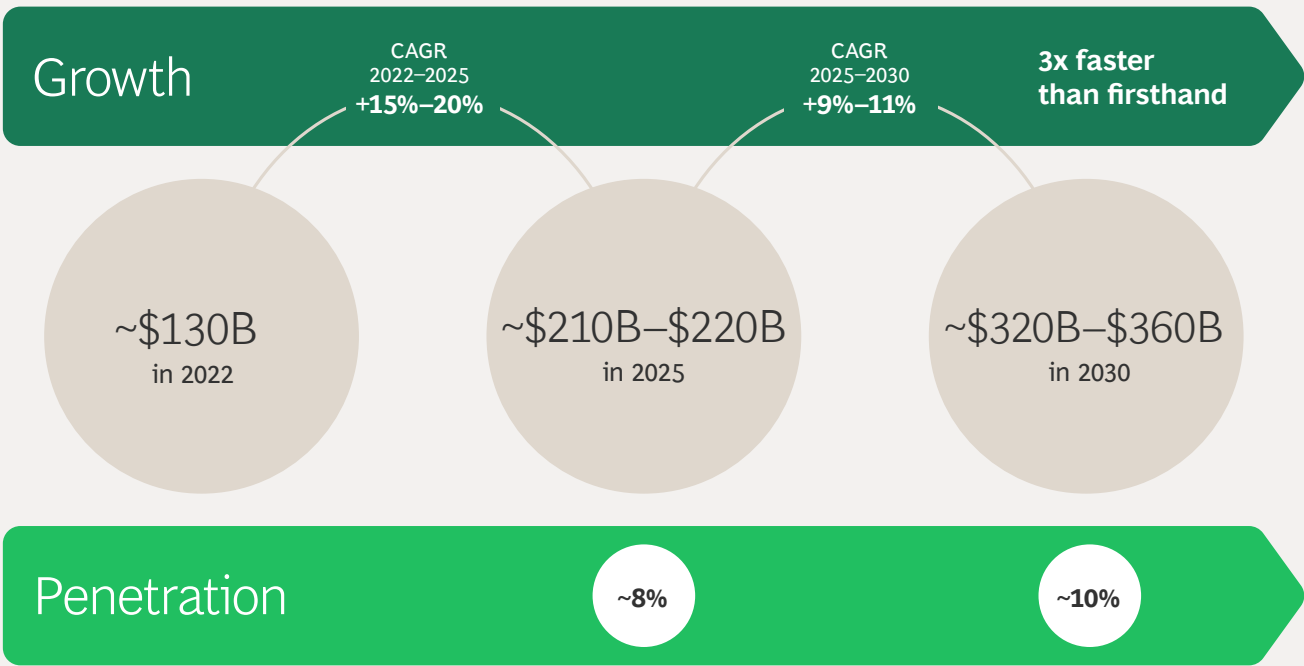 Growth
CAGR
2022–2025
+15%–20%
CAGR
2025–2030
+9%–11%
3x faster
than firsthand
~$130B
in 2022
~$210B–$220B
in 2025
~$320B–$360B
in 2030
Penetration
~8%
~10%